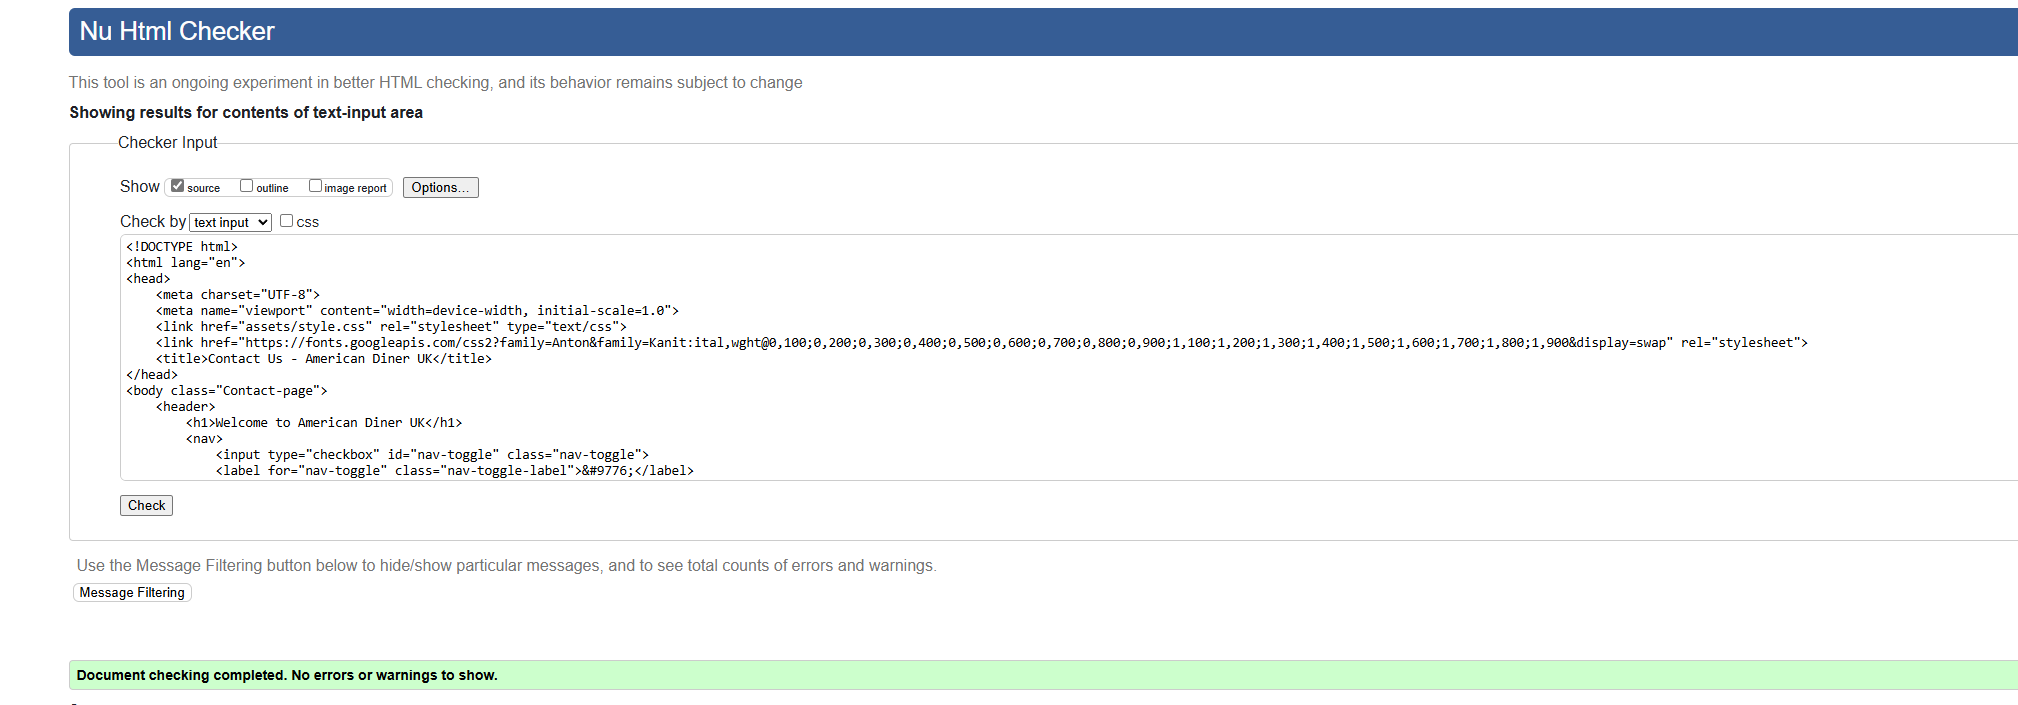 Nu Html Checker
This tool is an ongoing experiment in better HTML checking, and its behavior remains subject to change
Showing results for contents of text-input area
Checker Input
Show source outline image report Options...
Check by text input css
<!DOCTYPE html>
<html lang="en">
<head>
    <meta charset="UTF-8">
    <meta name="viewport" content="width=device-width, initial-scale=1.0">
    <link href="assets/style.css" rel="stylesheet" type="text/css">
    <link href="https://fonts.googleapis.com/css2?family=Anton&family=Kanit:ital,wght@0,100;0,200;0,300;0,400;0,500;0,600;0,700;0,800;0,900;1,100;1,200;1,300;1,400;1,500;1,600;1,700;1,800;1,900&display=swap" rel="stylesheet">
    <title>Contact Us - American Diner UK</title>
</head>
<body class="Contact-page">
    <header>
        <h1>Welcome to American Diner UK</h1>
        <nav>
            <input type="checkbox" id="nav-toggle" class="nav-toggle">
            <label for="nav-toggle" class="nav-toggle-label">&#9776;</label>
Check
Use the Message Filtering button below to hide/show particular messages, and to see total counts of errors and warnings.
Message Filtering
Document checking completed. No errors or warnings to show.